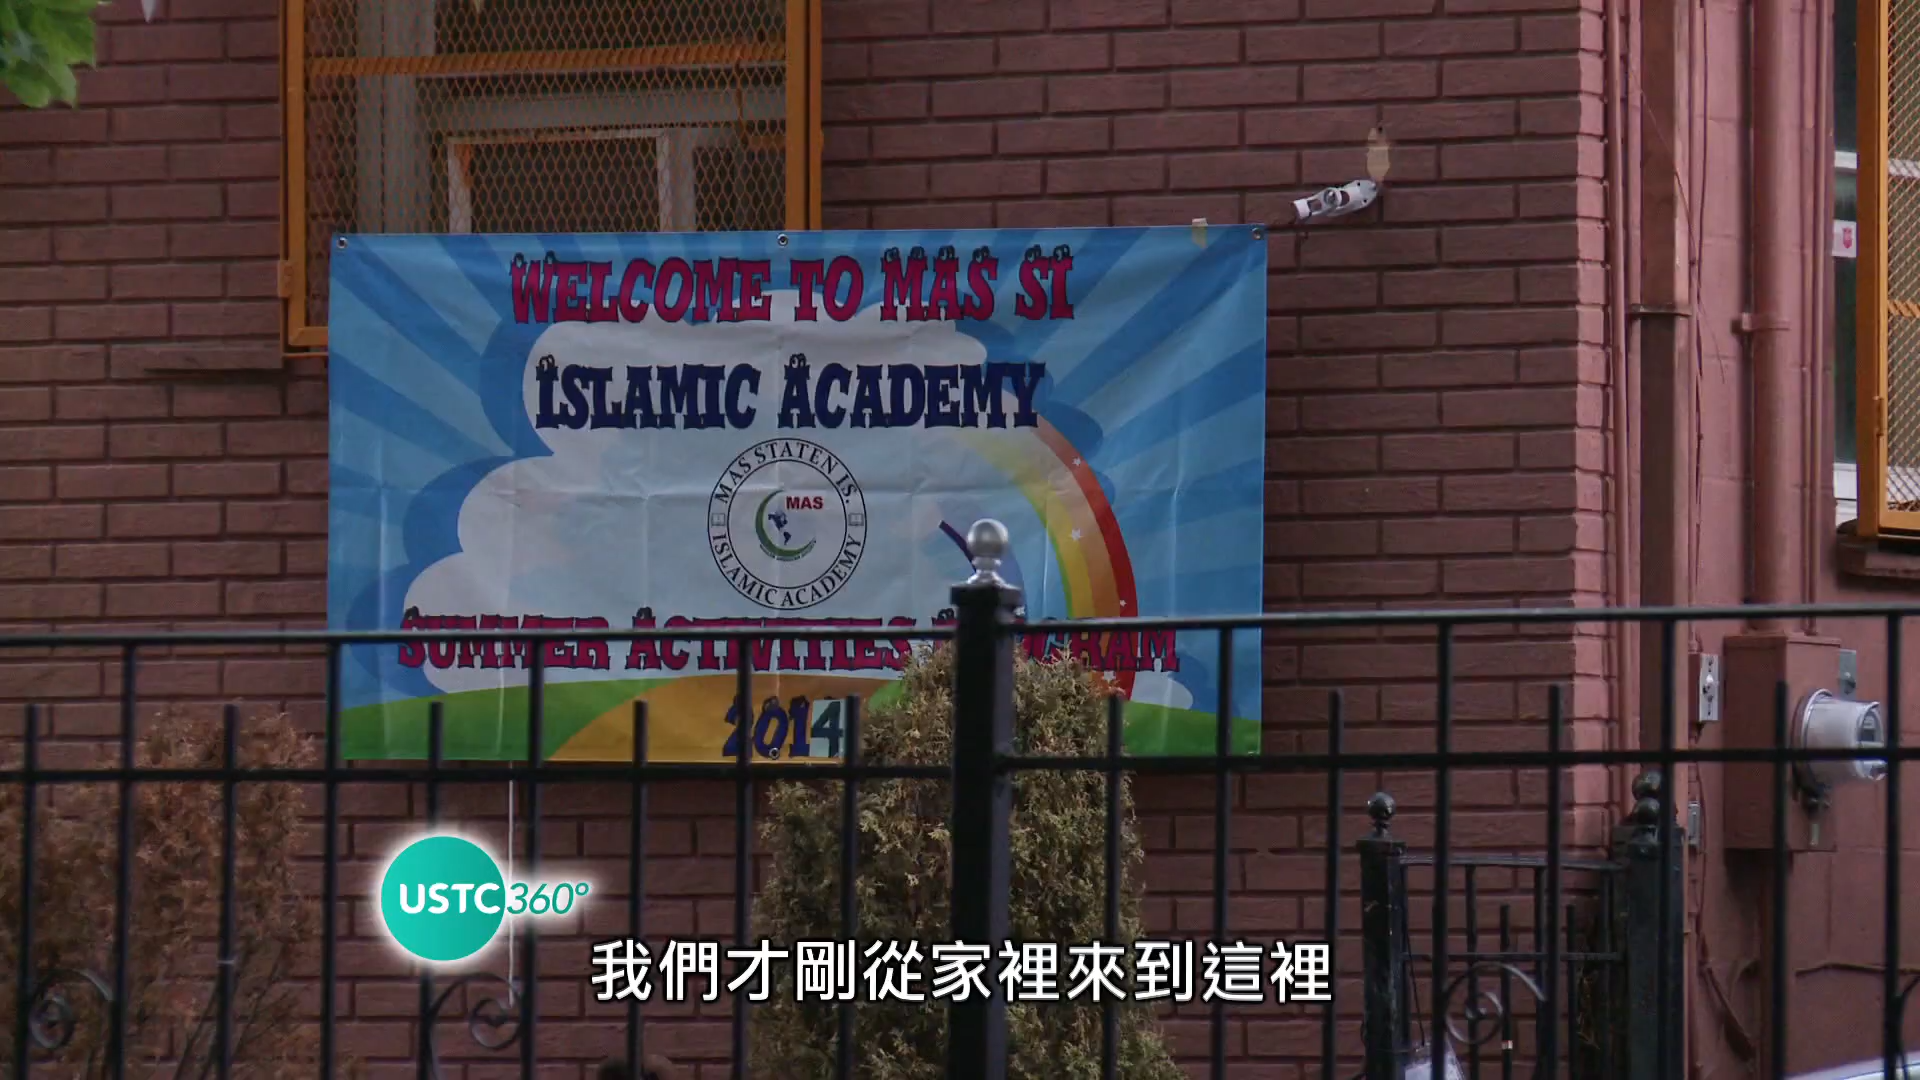 WELCOME TO MAS SI
ISLAMIC ACADEMY
MAS STATEN IS.
MAS
ISLAMIC ACADEMY
SUMMER ACTIVITIES PROGRAM
2014
USTC360°
我們才剛從家裡來到這裡